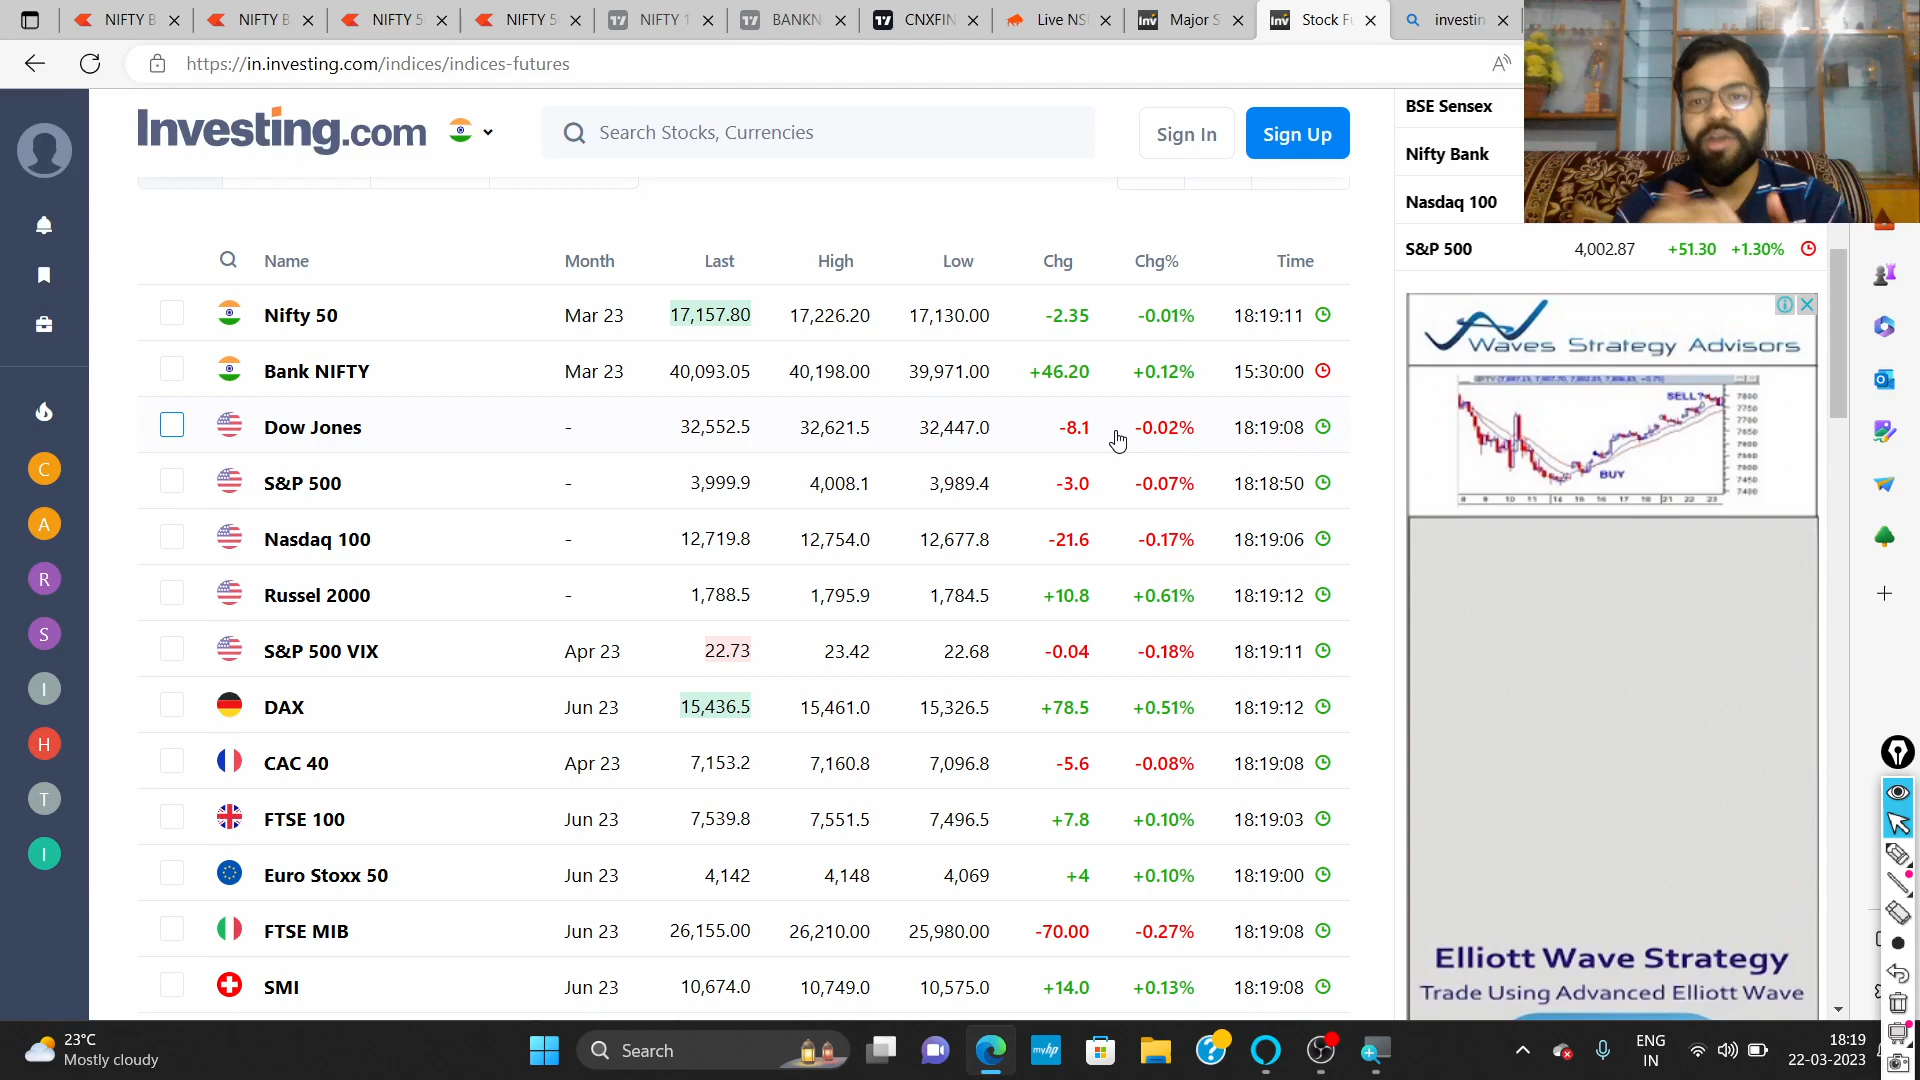 NIFTY B
NIFTY B
NIFTY 5
NIFTY 5
NIFTY 1
BANKN
CNXFIN
Live NS
Major S
Stock Fu
investin
https://in.investing.com/indices/indices-futures
Investing.com
Search Stocks, Currencies
Sign In
Sign Up
BSE Sensex
Nifty Bank
Nasdaq 100
S&P 500 4,002.87 +51.30 +1.30%
Name Month Last High Low Chg Chg% Time
Nifty 50 Mar 23 17,157.80 17,226.20 17,130.00 -2.35 -0.01% 18:19:11
Bank NIFTY Mar 23 40,093.05 40,198.00 39,971.00 +46.20 +0.12% 15:30:00
Dow Jones - 32,552.5 32,621.5 32,447.0 -8.1 -0.02% 18:19:08
S&P 500 - 3,999.9 4,008.1 3,989.4 -3.0 -0.07% 18:18:50
Nasdaq 100 - 12,719.8 12,754.0 12,677.8 -21.6 -0.17% 18:19:06
Russel 2000 - 1,788.5 1,795.9 1,784.5 +10.8 +0.61% 18:19:12
S&P 500 VIX Apr 23 22.73 23.42 22.68 -0.04 -0.18% 18:19:11
DAX Jun 23 15,436.5 15,461.0 15,326.5 +78.5 +0.51% 18:19:12
CAC 40 Apr 23 7,153.2 7,160.8 7,096.8 -5.6 -0.08% 18:19:08
FTSE 100 Jun 23 7,539.8 7,551.5 7,496.5 +7.8 +0.10% 18:19:03
Euro Stoxx 50 Jun 23 4,142 4,148 4,069 +4 +0.10% 18:19:00
FTSE MIB Jun 23 26,155.00 26,210.00 25,980.00 -70.00 -0.27% 18:19:08
SMI Jun 23 10,674.0 10,749.0 10,575.0 +14.0 +0.13% 18:19:08
C
A
R
S
I
H
T
I
Waves Strategy Advisors
SELL?
BUY
7800
7750
7700
Elliott Wave Strategy
Trade Using Advanced Elliott Wave
23°C
Mostly cloudy
Search
myhp
ENG
IN
18:19
22-03-2023